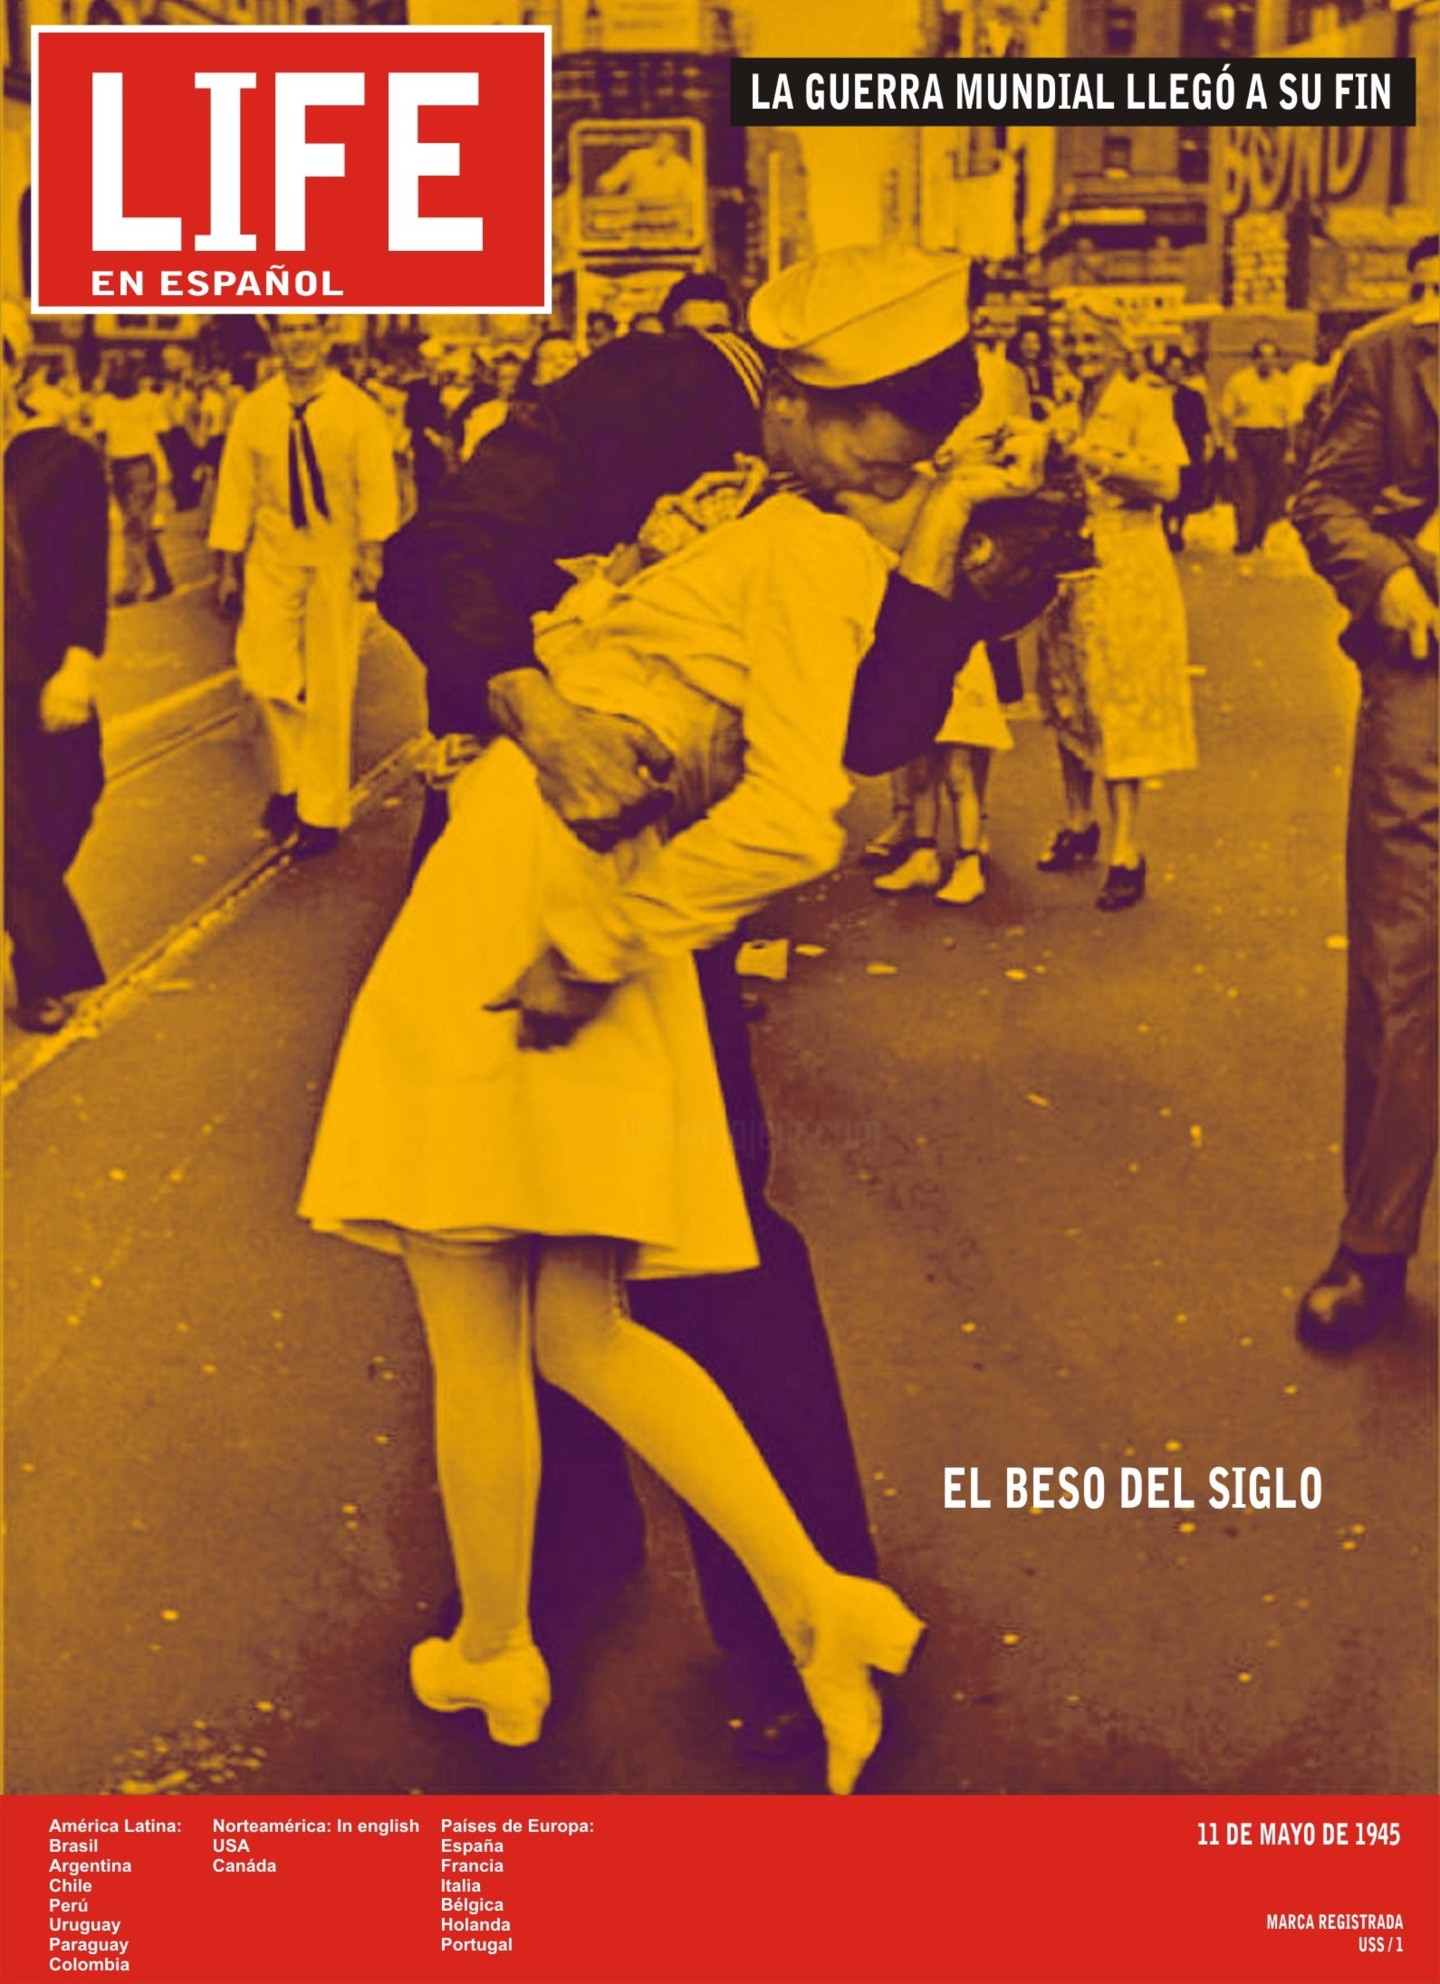 LIFE
EN ESPAÑOL
LA GUERRA MUNDIAL LLEGÓ A SU FIN
BOND
EL BESO DEL SIGLO
América Latina:
Brasil
Argentina
Chile
Perú
Uruguay
Paraguay
Colombia
Norteamérica: In english
USA
Canáda
Países de Europa:
España
Francia
Italia
Bélgica
Holanda
Portugal
11 DE MAYO DE 1945
MARCA REGISTRADA
US$ / 1